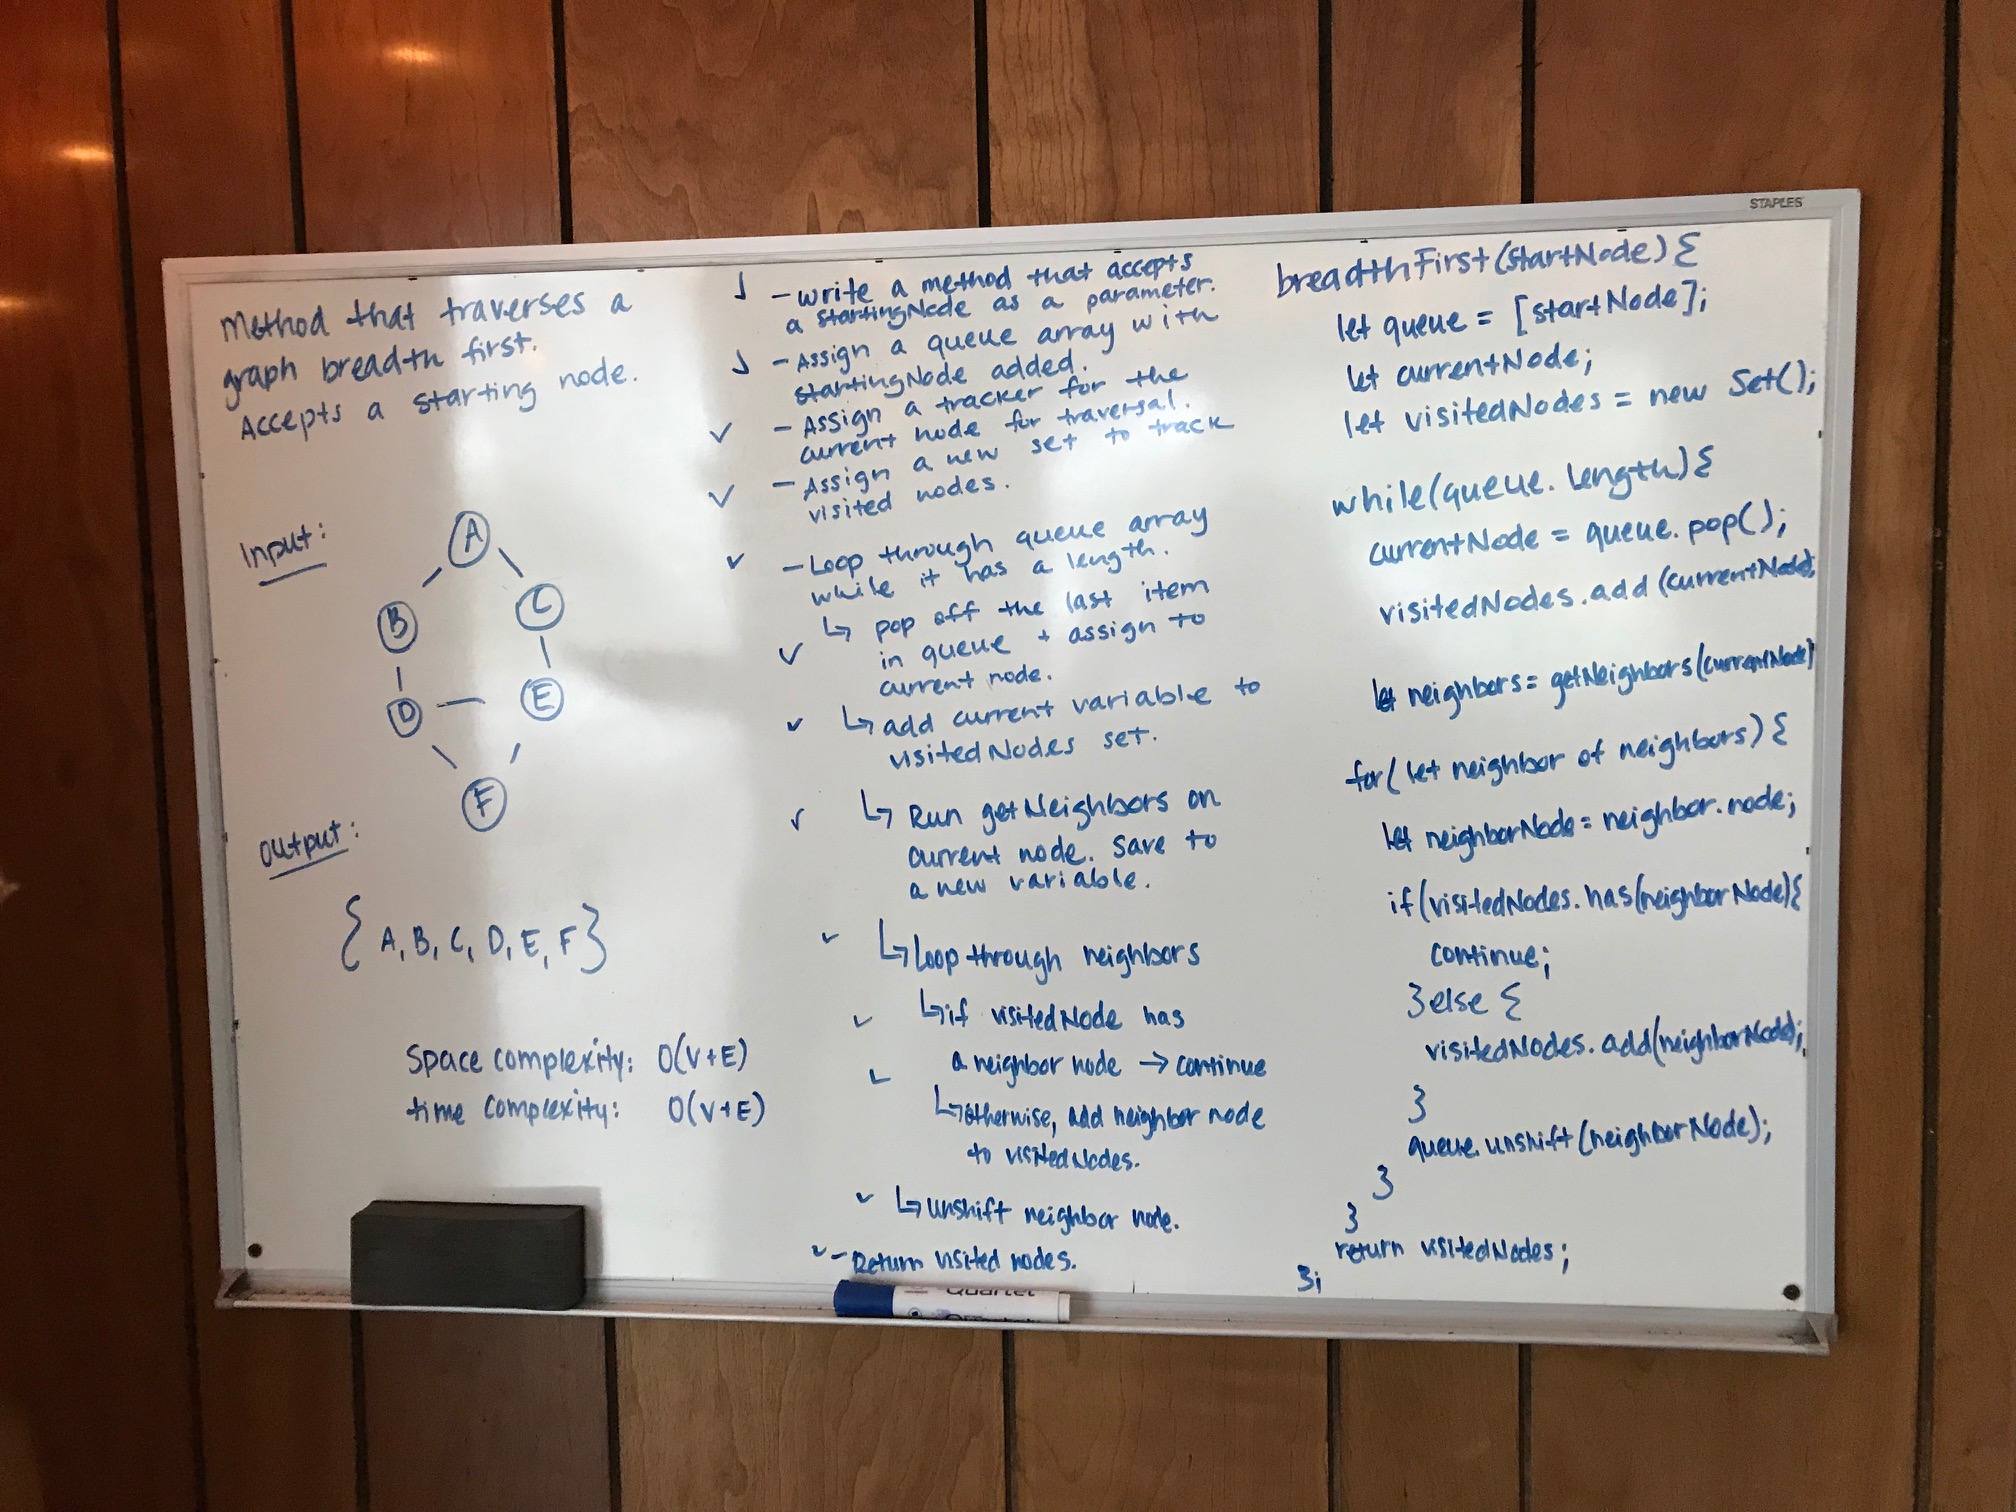 STAPLES
Method that traverses a
graph breadth first.
Accepts a starting node.
Input:
A
B
C
D
E
F
Output:
{A, B, C, D, E, F}
Space complexity: O(V+E)
time complexity: O(V+E)
- write a method that accepts
a startingNode as a parameter.
- Assign a queue array with
startingNode added.
- Assign a tracker for the
current node for traversal.
- Assign a new set to track
visited nodes.
- Loop through queue array
while it has a length.
↳ pop off the last item
in queue + assign to
current node.
↳ add current variable to
visitedNodes set.
↳ Run getNeighbors on
current node. Save to
a new variable.
↳ loop through neighbors
↳ if visitedNode has
a neighbor node → continue
↳ otherwise, add neighbor node
to visitedNodes.
↳ unshift neighbor node.
- Return visited nodes.
breadthFirst(startNode){
let queue = [startNode];
let currentNode;
let visitedNodes = new Set();
while(queue.length){
currentNode = queue.pop();
visitedNodes.add(currentNode);
let neighbors = getNeighbors(currentNode)
for(let neighbor of neighbors){
let neighborNode = neighbor.node;
if(visitedNodes.has(neighborNode){
continue;
}else {
visitedNodes.add(neighborNode);
}
queue.unshift(neighborNode);
}
}
return visitedNodes;
};
Quartet